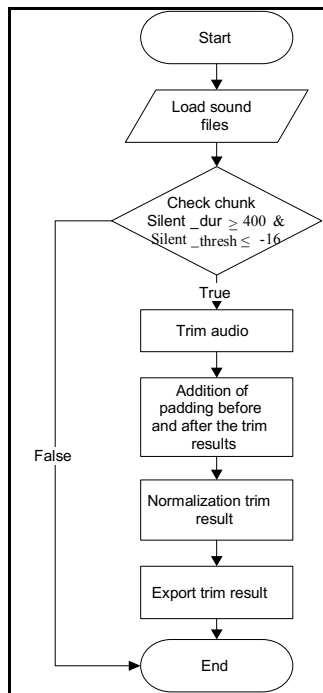 Start
Load sound
files
Check chunk
Silent _dur ≥ 400 &
Silent _thresh ≤ -16
True
Trim audio
Addition of
padding before
and after the trim
results
False
Normalization trim
result
Export trim result
End